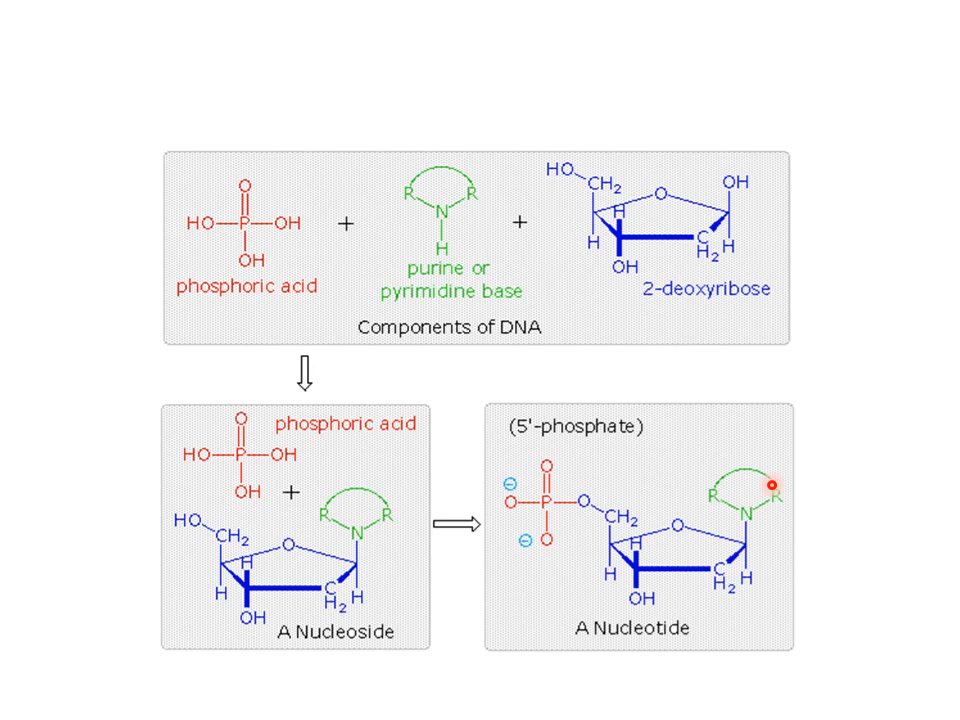 O
HO—P—OH
OH
phosphoric acid
+
R R
N
H
purine or
pyrimidine base
+
HO
CH2
O
OH
H
H
C
H2
H
OH
2-deoxyribose
Components of DNA
O
HO—P—OH
OH
phosphoric acid
+
R R
N
HO
CH2
O
H
H
C
H2
H
OH
A Nucleoside
(5'-phosphate)
O
⊖
O—P—O
⊖ O
CH2
O
R R
N
H
H
C
H2
H
OH
A Nucleotide